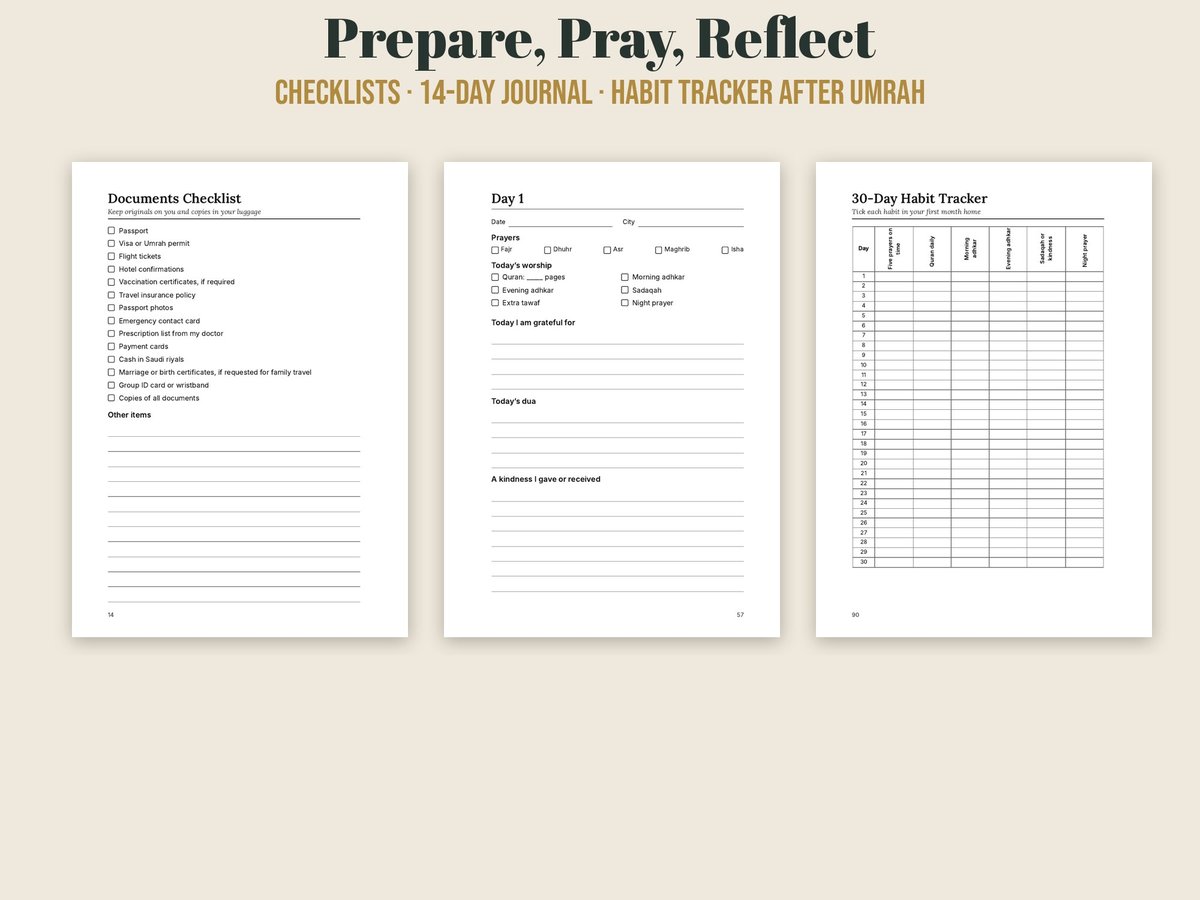 Prepare, Pray, Reflect
CHECKLISTS · 14-DAY JOURNAL · HABIT TRACKER AFTER UMRAH
Documents Checklist
Keep originals on you and copies in your luggage
Passport
Visa or Umrah permit
Flight tickets
Hotel confirmations
Vaccination certificates, if required
Travel insurance policy
Passport photos
Emergency contact card
Prescription list from my doctor
Payment cards
Cash in Saudi riyals
Marriage or birth certificates, if requested for family travel
Group ID card or wristband
Copies of all documents
Other items
14
Day 1
Date City
Prayers
Fajr Dhuhr Asr Maghrib Isha
Today's worship
Quran: _____ pages Morning adhkar
Evening adhkar Sadaqah
Extra tawaf Night prayer
Today I am grateful for
Today's dua
A kindness I gave or received
57
30-Day Habit Tracker
Tick each habit in your first month home
Day
Five prayers on
time
Quran daily
Morning
adhkar
Evening adhkar
Sadaqah or
kindness
Night prayer
1
2
3
4
5
6
7
8
9
10
11
12
13
14
15
16
17
18
19
20
21
22
23
24
25
26
27
28
29
30
90